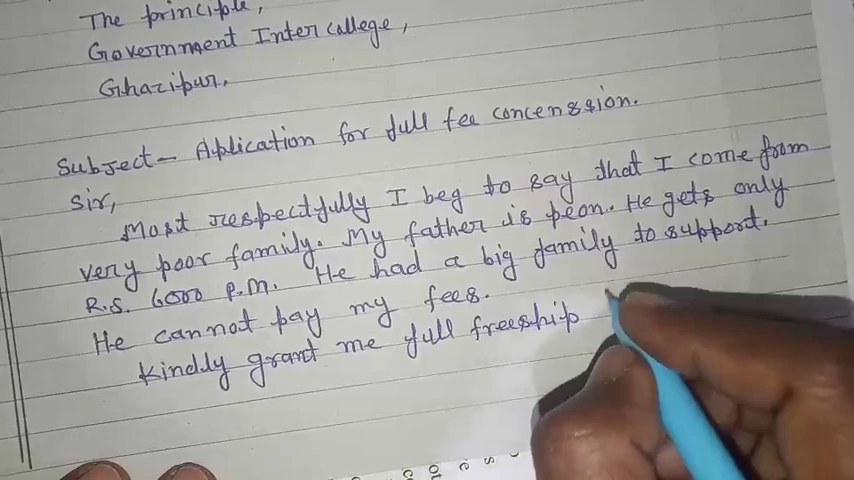 The principle,
Government Inter callege,
Ghazipur.
Subject- Application for full fee concenssion.
Sir,
Most respectfully I beg to say that I come from
very poor family. My father is peon. He gets only
R.S. 6000 P.M. He had a big family to support.
He cannot pay my fees.
Kindly grant me full freeship